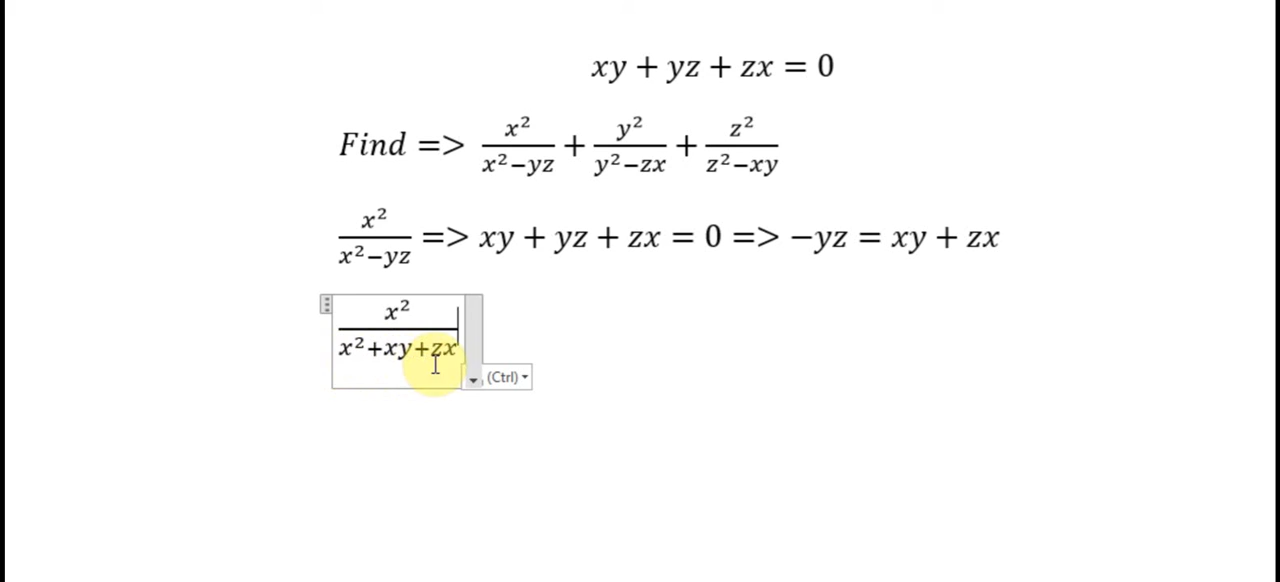 xy + yz + zx = 0
Find => x²/(x²−yz) + y²/(y²−zx) + z²/(z²−xy)
x²/(x²−yz) => xy + yz + zx = 0 => −yz = xy + zx
x²/(x²+xy+zx)
(Ctrl)